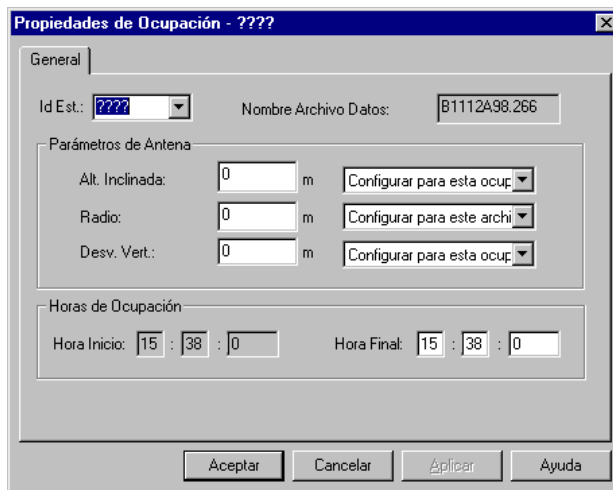 Propiedades de Ocupación - ????
General
Id Est.: ???? Nombre Archivo Datos: B1112A98.266
Parámetros de Antena
Alt. Inclinada: 0 m Configurar para esta ocup
Radio: 0 m Configurar para este archi
Desv. Vert.: 0 m Configurar para esta ocup
Horas de Ocupación
Hora Inicio: 15 : 38 : 0 Hora Final: 15 : 38 : 0
Aceptar Cancelar Aplicar Ayuda